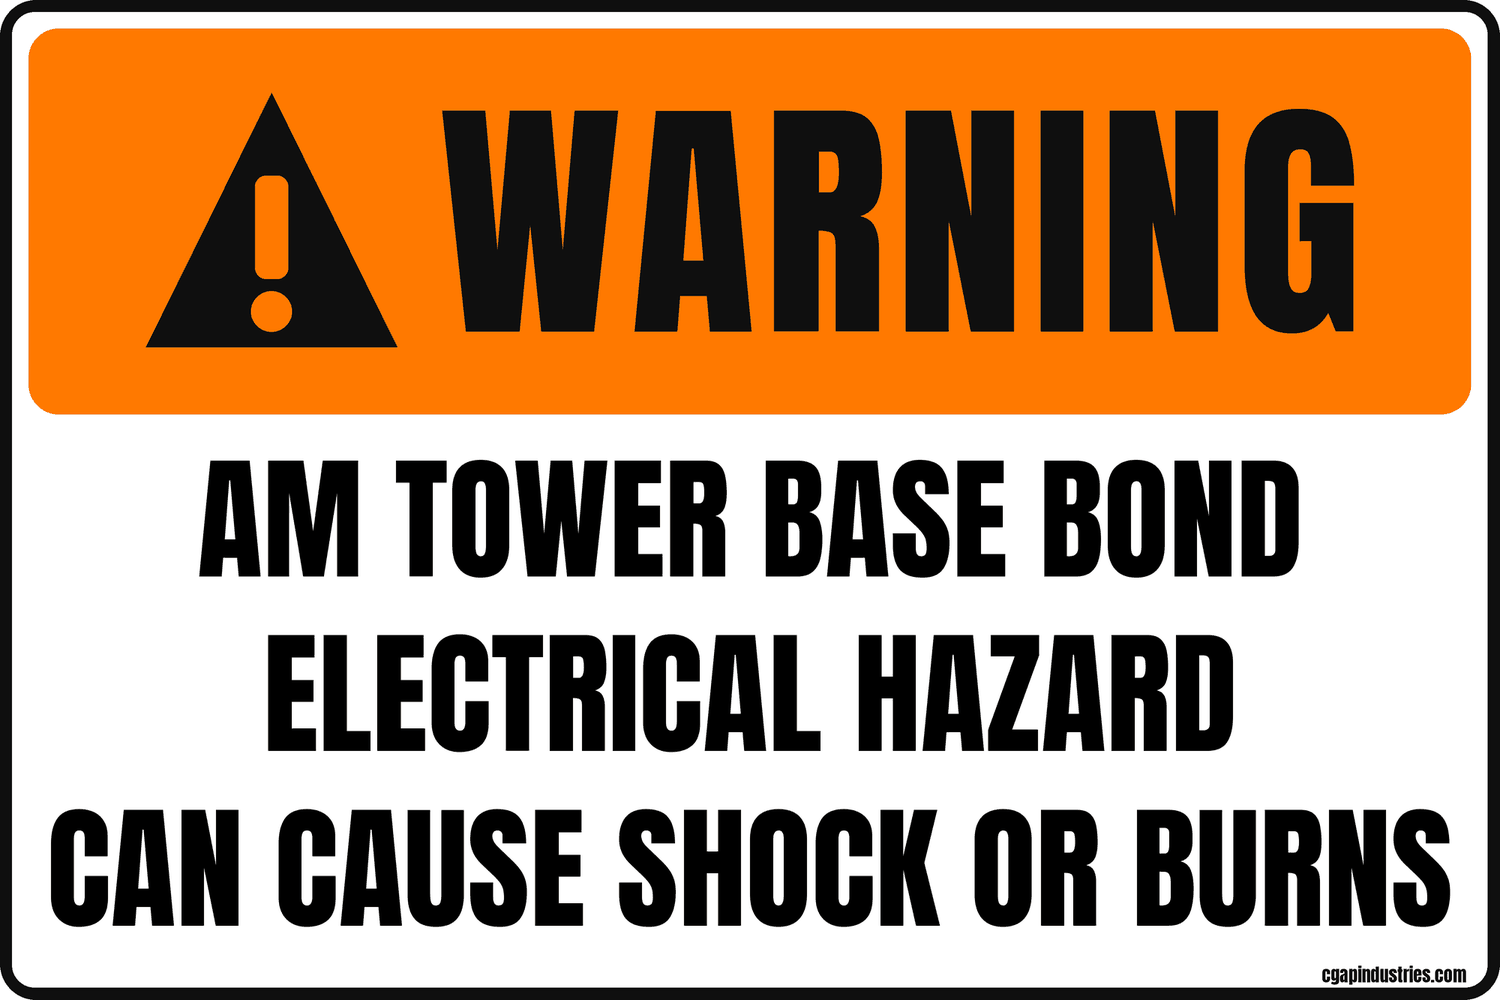 WARNING
AM TOWER BASE BOND
ELECTRICAL HAZARD
CAN CAUSE SHOCK OR BURNS
cgapindustries.com